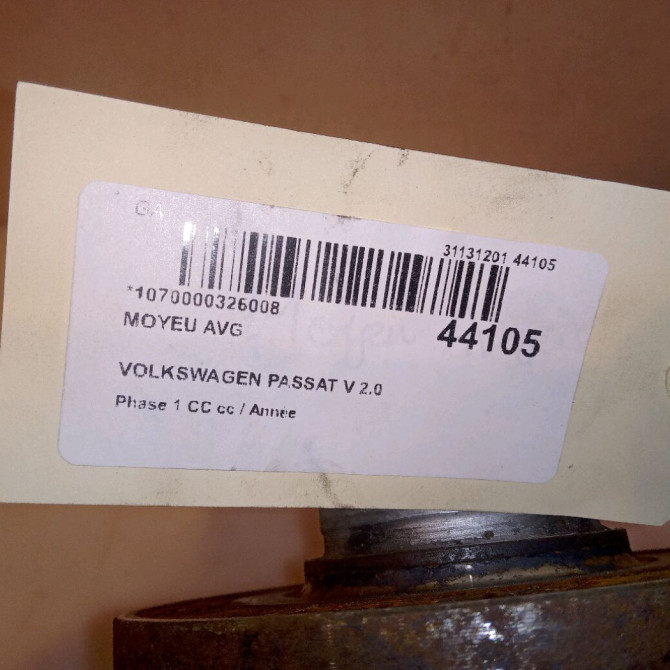 GA
31131201 44105
*1070000326008
MOYEU AVG
44105
VOLKSWAGEN PASSAT V 2.0
Phase 1 CC cc / Année